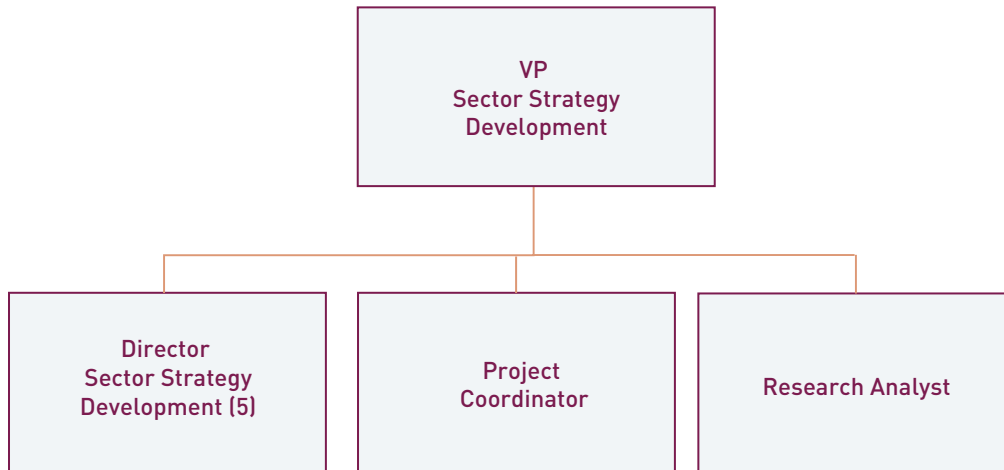 VP
Sector Strategy
Development
Director
Sector Strategy
Development (5)
Project
Coordinator
Research Analyst